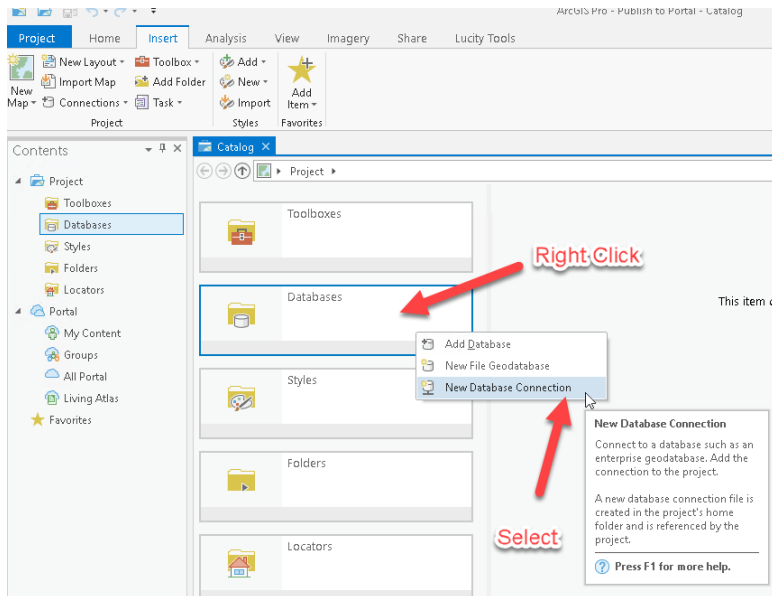 ArcGIS Pro - Publish to Portal - Catalog
Project Home Insert Analysis View Imagery Share Lucity Tools
New Layout Toolbox Add
Import Map Add Folder New
New Map Connections Task Import
Add Item
Project Styles Favorites
Contents
Catalog
Project
Project
Toolboxes
Databases
Styles
Folders
Locators
Portal
My Content
Groups
All Portal
Living Atlas
Favorites
Toolboxes
Databases
Styles
Folders
Locators
Right Click
This item
Add Database
New File Geodatabase
New Database Connection
Select
New Database Connection
Connect to a database such as an
enterprise geodatabase. Add the
connection to the project.
A new database connection file is
created in the project's home
folder and is referenced by the
project.
Press F1 for more help.